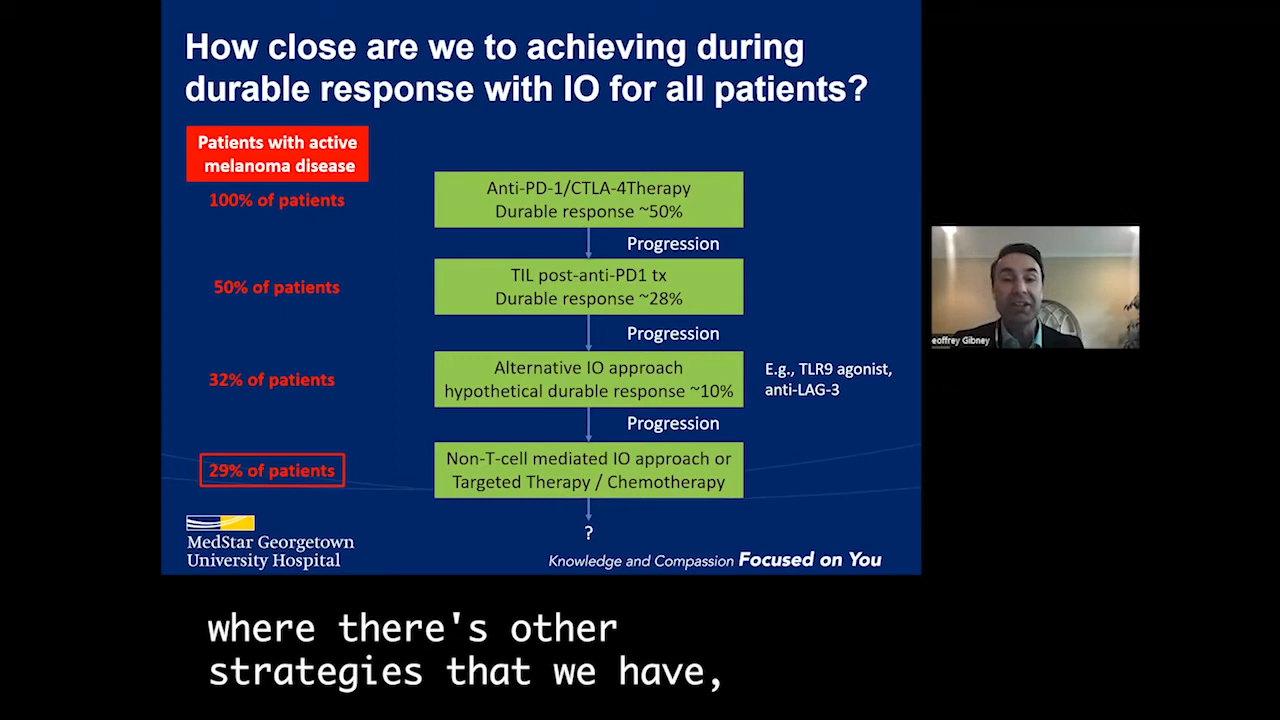 How close are we to achieving during
durable response with IO for all patients?
Patients with active
melanoma disease
100% of patients
Anti-PD-1/CTLA-4Therapy
Durable response ~50%
Progression
50% of patients
TIL post-anti-PD1 tx
Durable response ~28%
Progression
32% of patients
Alternative IO approach
hypothetical durable response ~10%
E.g., TLR9 agonist,
anti-LAG-3
Progression
29% of patients
Non-T-cell mediated IO approach or
Targeted Therapy / Chemotherapy
?
MedStar Georgetown
University Hospital
Knowledge and Compassion Focused on You
eoffrey Gibney
where there's other
strategies that we have,